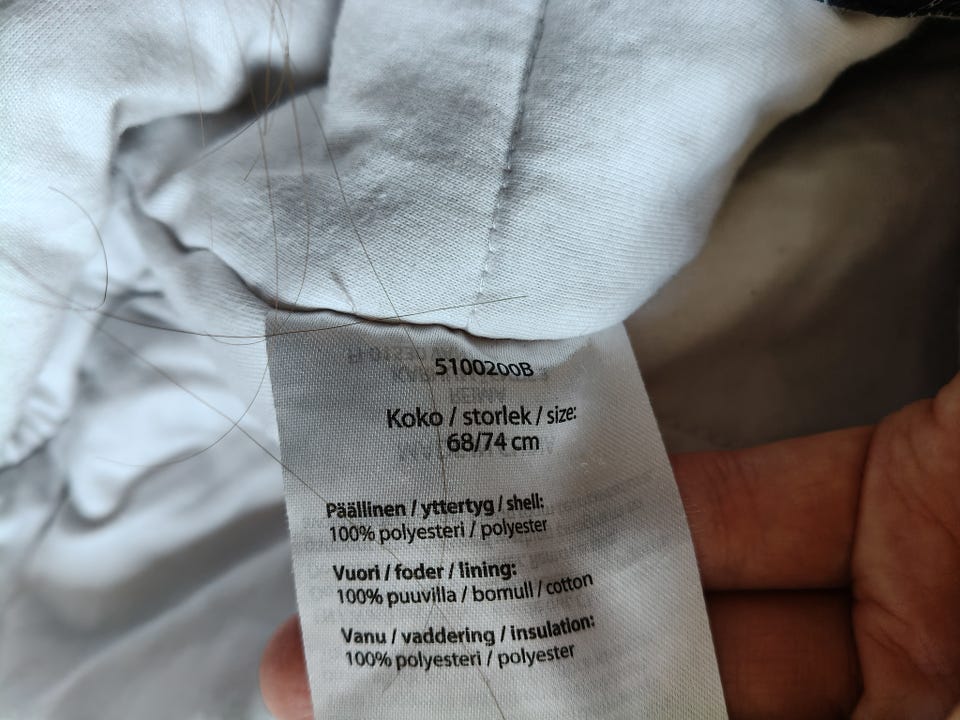 5100200B
Koko / storlek / size:
68/74 cm
Päällinen / yttertyg / shell:
100% polyesteri / polyester
Vuori / foder / lining:
100% puuvilla / bomull / cotton
Vanu / vaddering / insulation:
100% polyesteri / polyester